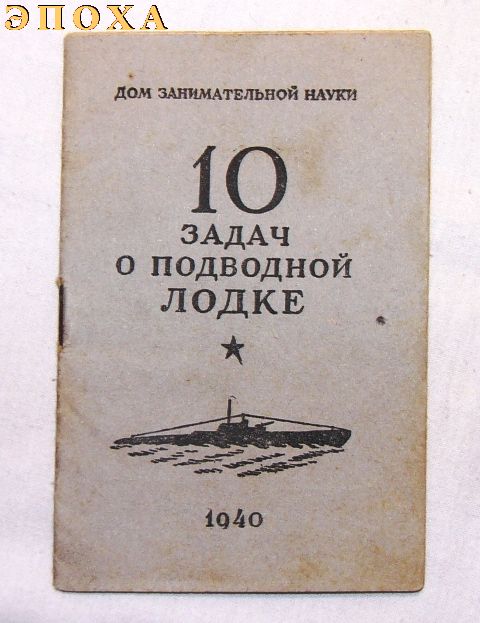 ЭПОХА
ДОМ ЗАНИМАТЕЛЬНОЙ НАУКИ
10
ЗАДАЧ
О ПОДВОДНОЙ
ЛОДКЕ
1940